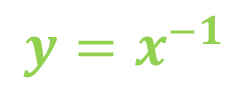 y = x⁻¹